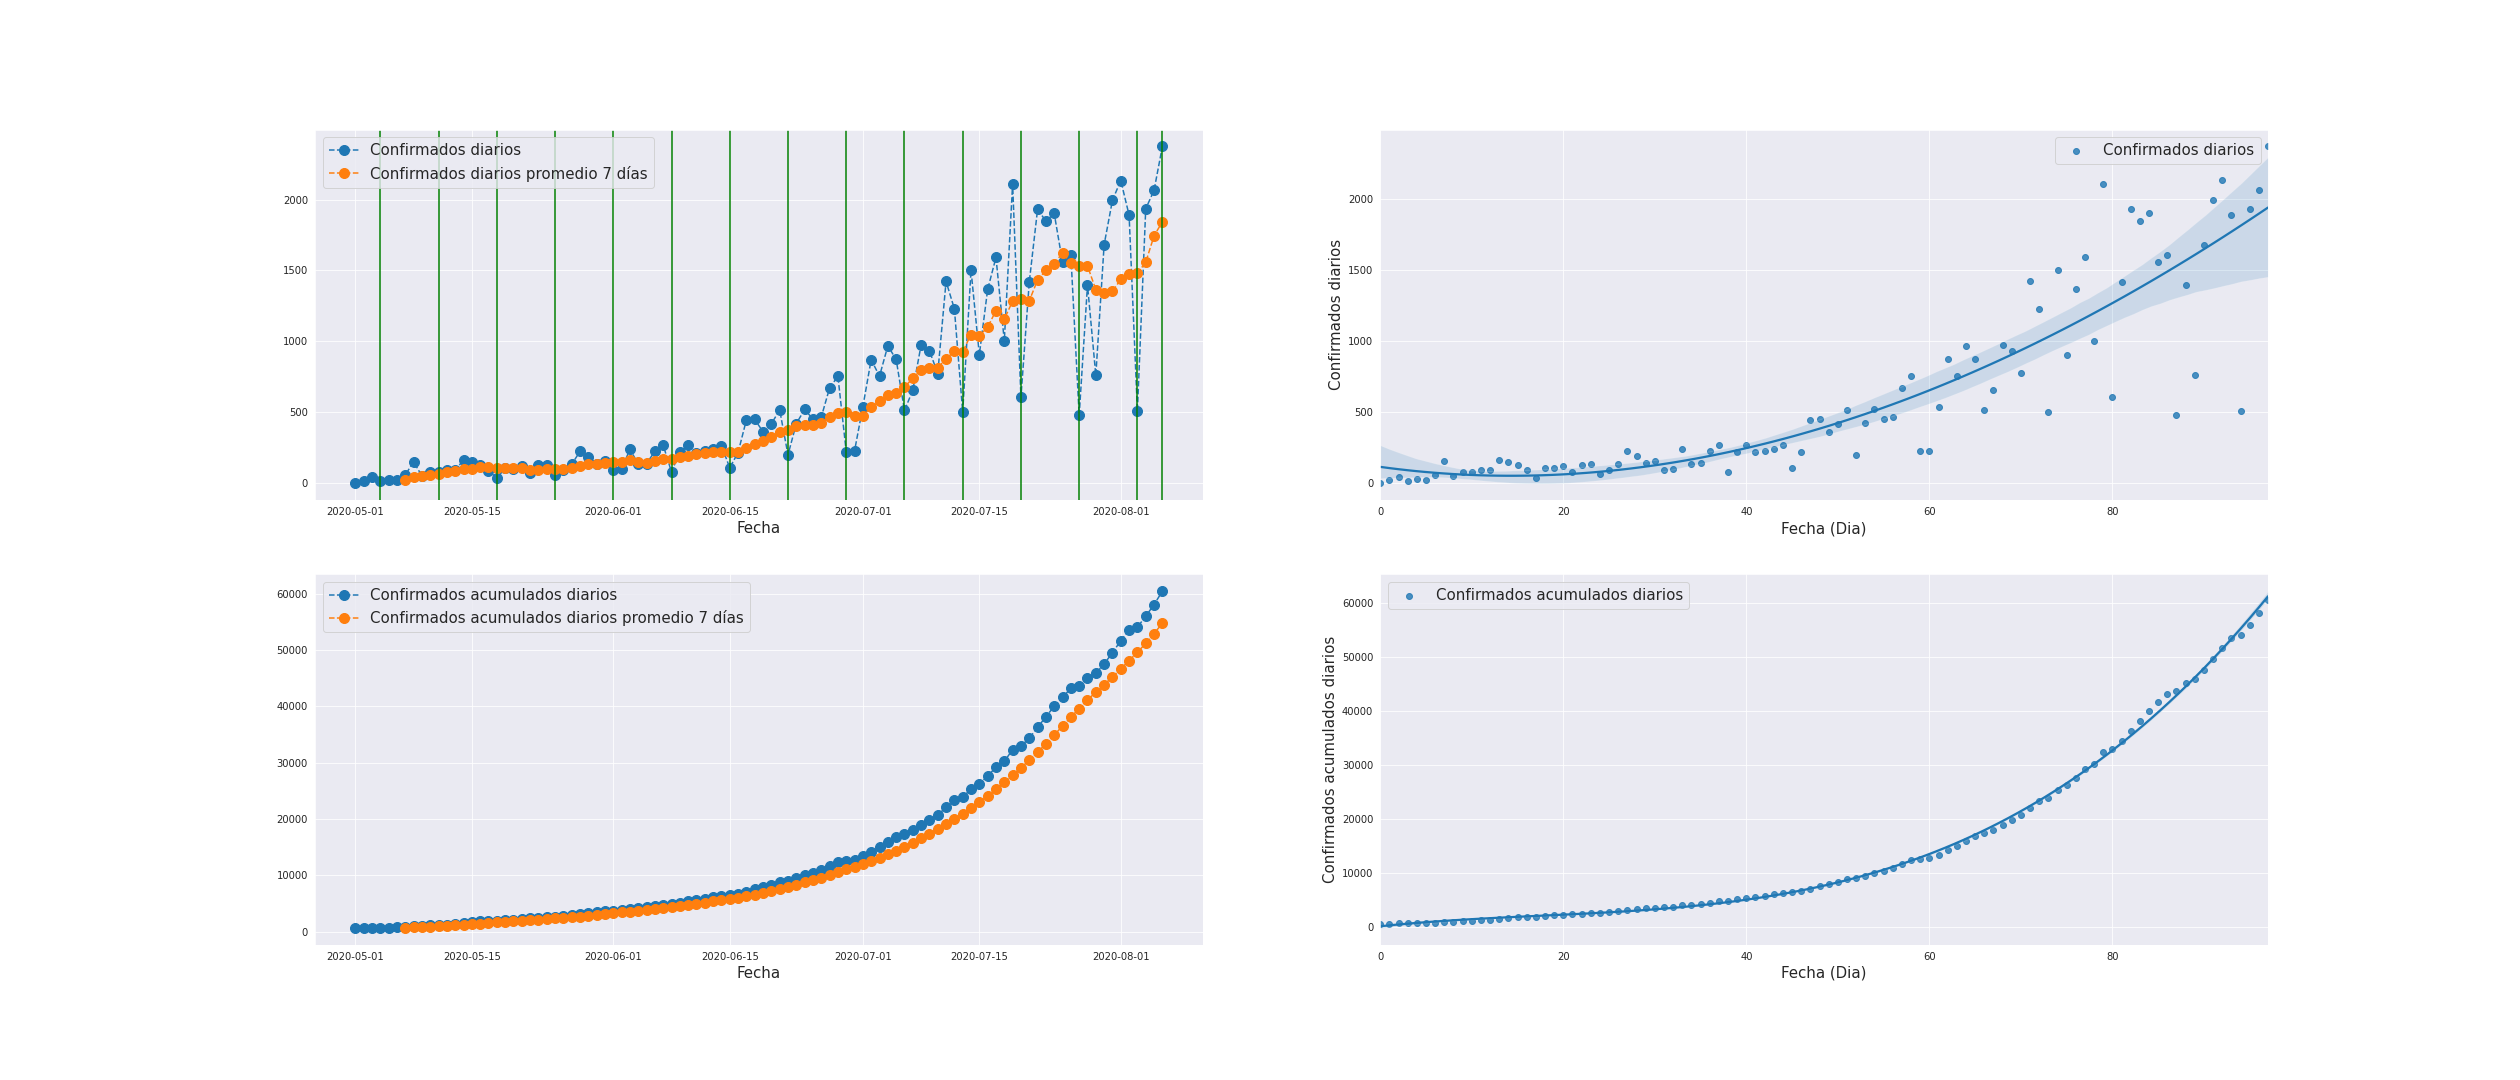 Confirmados diarios
Confirmados diarios promedio 7 días
2000
1500
1000
500
0
2020-05-01 2020-05-15 2020-06-01 2020-06-15 2020-07-01 2020-07-15 2020-08-01
Fecha
Confirmados diarios
Confirmados diarios
2000
1500
1000
500
0
0 20 40 60 80
Fecha (Dia)
Confirmados acumulados diarios
Confirmados acumulados diarios promedio 7 días
60000
50000
40000
30000
20000
10000
0
2020-05-01 2020-05-15 2020-06-01 2020-06-15 2020-07-01 2020-07-15 2020-08-01
Fecha
Confirmados acumulados diarios
Confirmados acumulados diarios
60000
50000
40000
30000
20000
10000
0
0 20 40 60 80
Fecha (Dia)